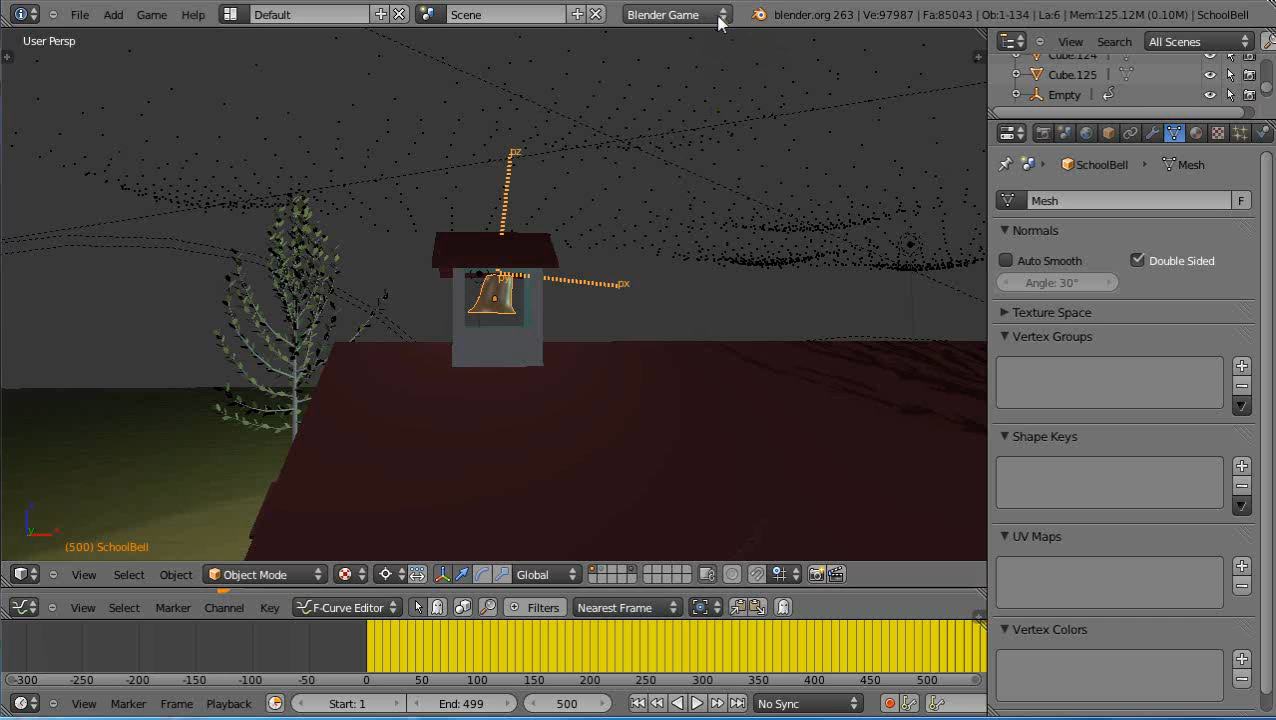 File Add Game Help Default Scene Blender Game blender.org 263 | Ve:97987 | Fa:85043 | Ob:1-134 | La:6 | Mem:125.12M (0.10M) | SchoolBell
User Persp
View Search All Scenes
Cube.124
Cube.125
Empty
SchoolBell Mesh
Mesh F
Normals
Auto Smooth Double Sided
Angle: 30°
Texture Space
Vertex Groups
Shape Keys
UV Maps
Vertex Colors
pz
py
px
z
y x
(500) SchoolBell
View Select Object Object Mode Global
View Select Marker Channel Key F-Curve Editor Filters Nearest Frame
-300 -250 -200 -150 -100 -50 0 50 100 150 200 250 300 350 400 450 500
View Marker Frame Playback Start: 1 End: 499 500 No Sync